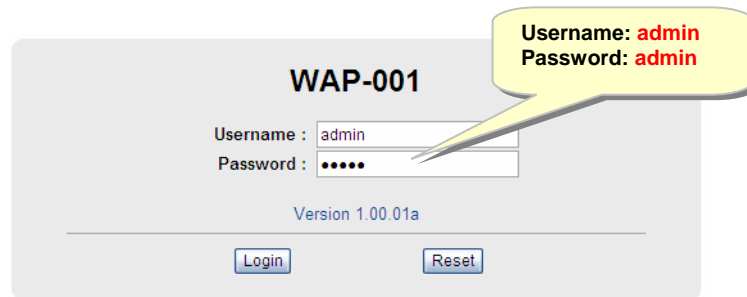 Username: admin
Password: admin
WAP-001
Username : admin
Password : •••••
Version 1.00.01a
Login Reset